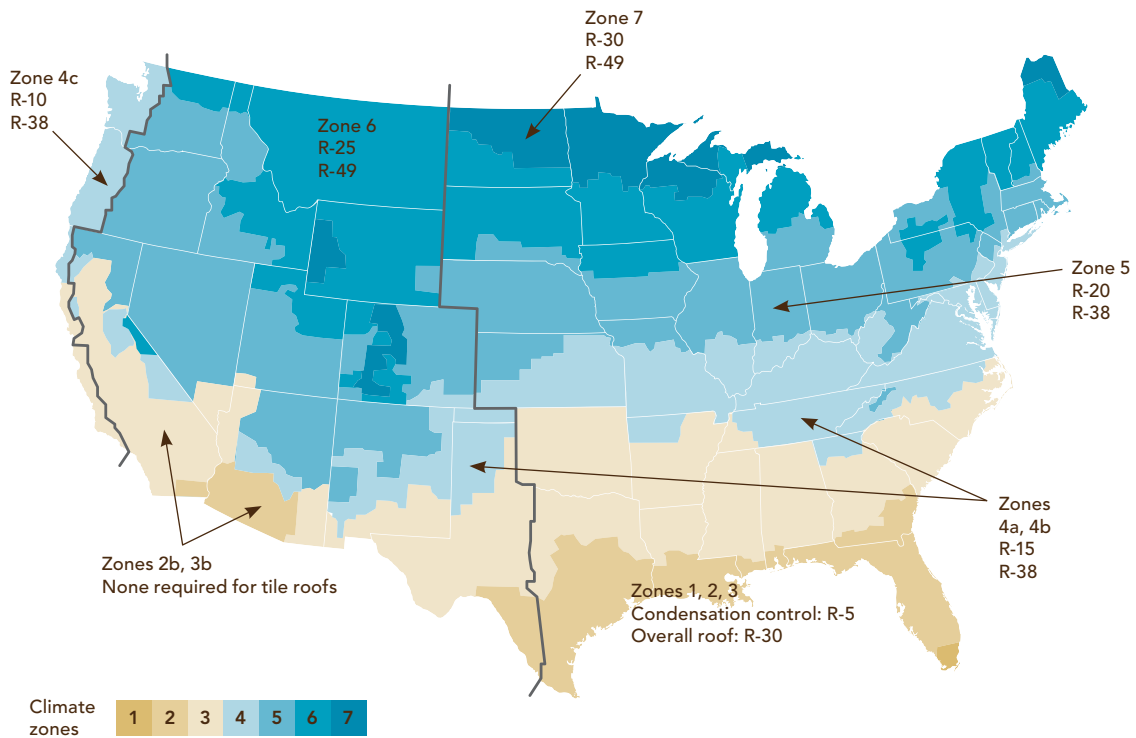 Zone 7
R-30
R-49
Zone 4c
R-10
R-38
Zone 6
R-25
R-49
Zone 5
R-20
R-38
Zones
4a, 4b
R-15
R-38
Zones 2b, 3b
None required for tile roofs
Zones 1, 2, 3
Condensation control: R-5
Overall roof: R-30
Climate
zones
1 2 3 4 5 6 7